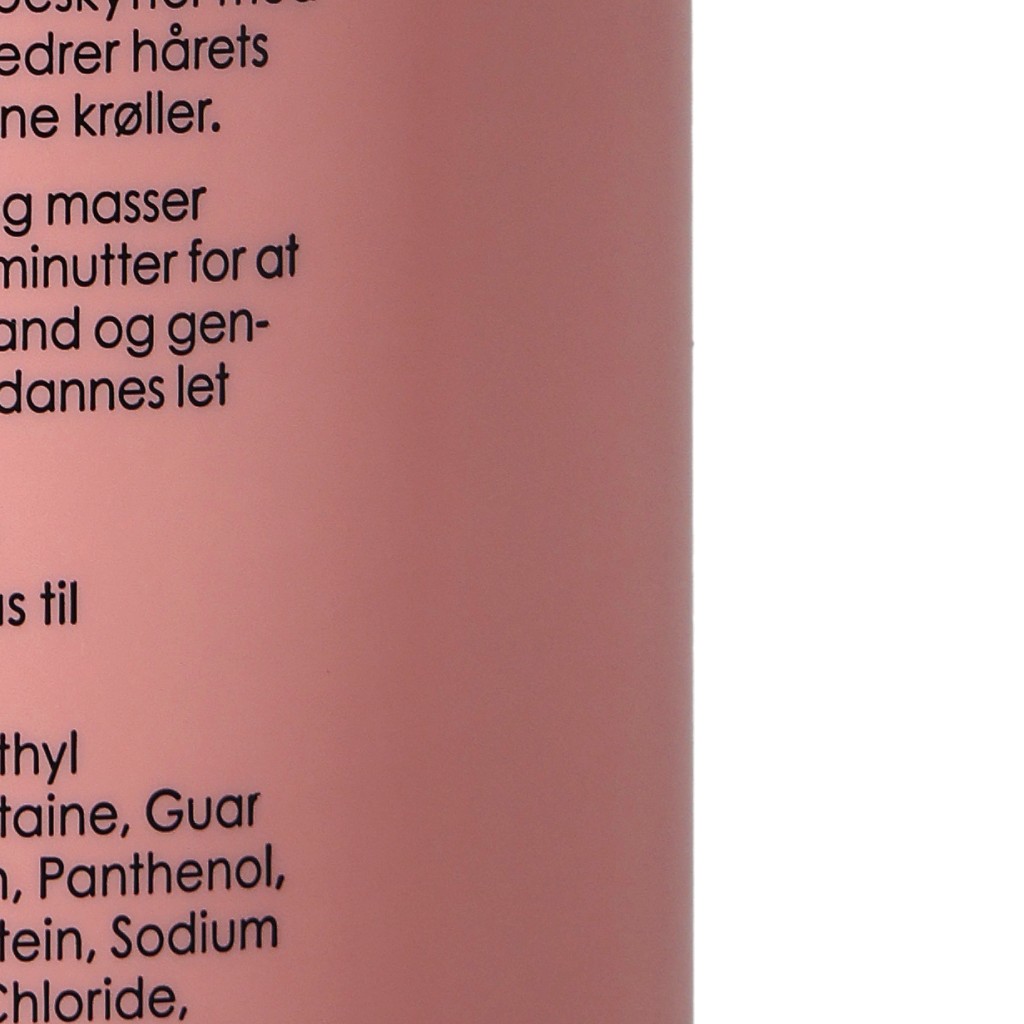 edrer hårets
ne krøller.
g masser
minutter for at
and og gen-
dannes let
s til
thyl
taine, Guar
n, Panthenol,
tein, Sodium
Chloride,